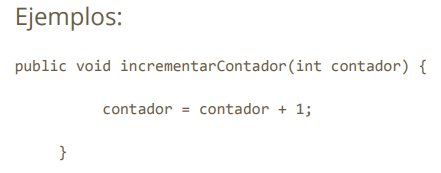 Ejemplos:
public void incrementarContador(int contador) {
contador = contador + 1;
}